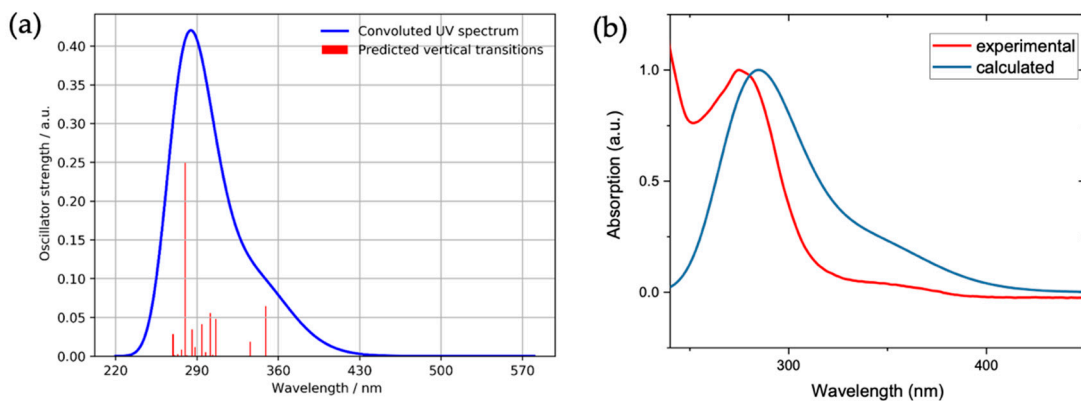 (a)
Convoluted UV spectrum
Predicted vertical transitions
Oscillator strength / a.u.
0.40
0.35
0.30
0.25
0.20
0.15
0.10
0.05
0.00
220 290 360 430 500 570
Wavelength / nm
(b)
experimental
calculated
Absorption (a.u.)
1.0
0.5
0.0
300 400
Wavelength (nm)